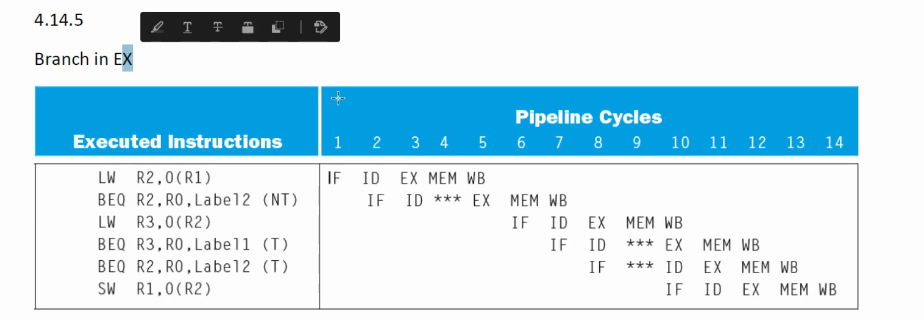 4.14.5
Branch in EX
Pipeline Cycles
Executed Instructions 1 2 3 4 5 6 7 8 9 10 11 12 13 14
LW R2,0(R1) IF ID EX MEM WB
BEQ R2,R0,Label2 (NT) IF ID *** EX MEM WB
LW R3,0(R2) IF ID EX MEM WB
BEQ R3,R0,Label1 (T) IF ID *** EX MEM WB
BEQ R2,R0,Label2 (T) IF *** ID EX MEM WB
SW R1,0(R2) IF ID EX MEM WB